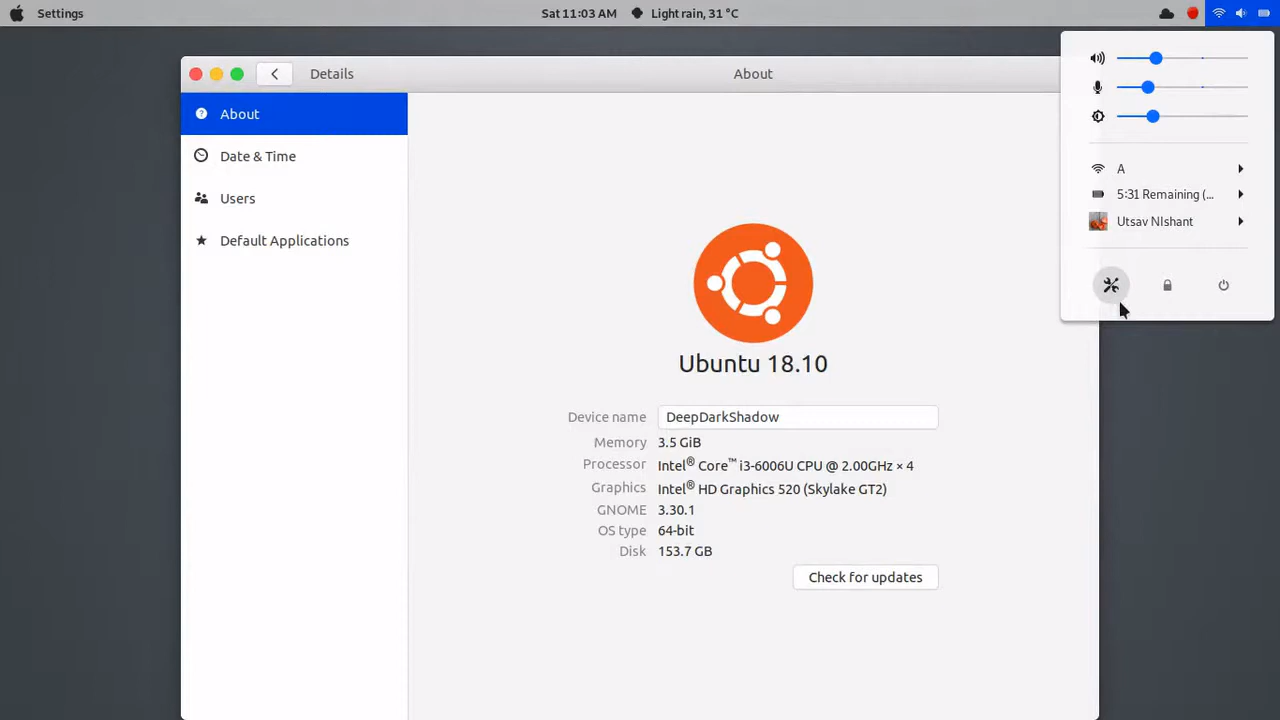 Settings
Sat 11:03 AM
Light rain, 31 °C
Details
About
About
Date & Time
Users
Default Applications
Ubuntu 18.10
Device name DeepDarkShadow
Memory 3.5 GiB
Processor Intel® Core™ i3-6006U CPU @ 2.00GHz × 4
Graphics Intel® HD Graphics 520 (Skylake GT2)
GNOME 3.30.1
OS type 64-bit
Disk 153.7 GB
Check for updates
A
5:31 Remaining (...
Utsav NIshant